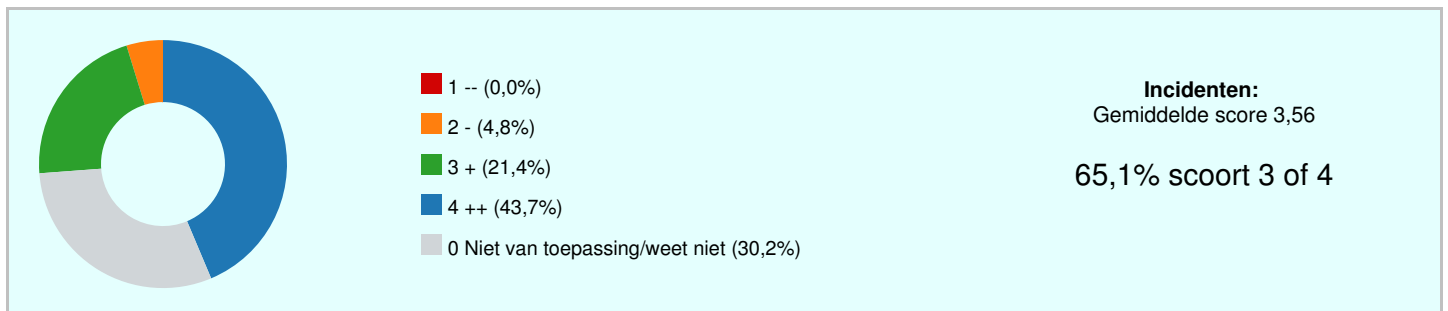 1 -- (0,0%)
2 - (4,8%)
3 + (21,4%)
4 ++ (43,7%)
0 Niet van toepassing/weet niet (30,2%)
Incidenten:
Gemiddelde score 3,56
65,1% scoort 3 of 4